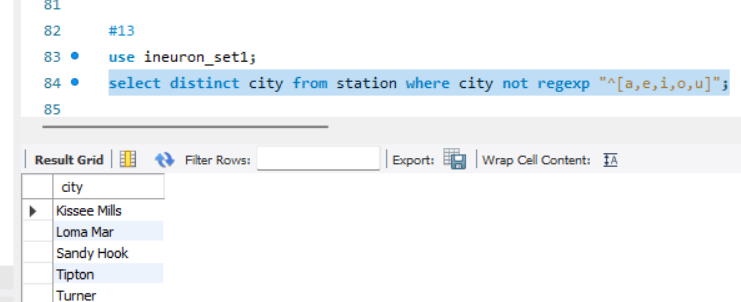 81
82 #13
83 use ineuron_set1;
84 select distinct city from station where city not regexp "^[a,e,i,o,u]";
85
Result Grid Filter Rows: Export: Wrap Cell Content: IA
city
Kissee Mills
Loma Mar
Sandy Hook
Tipton
Turner